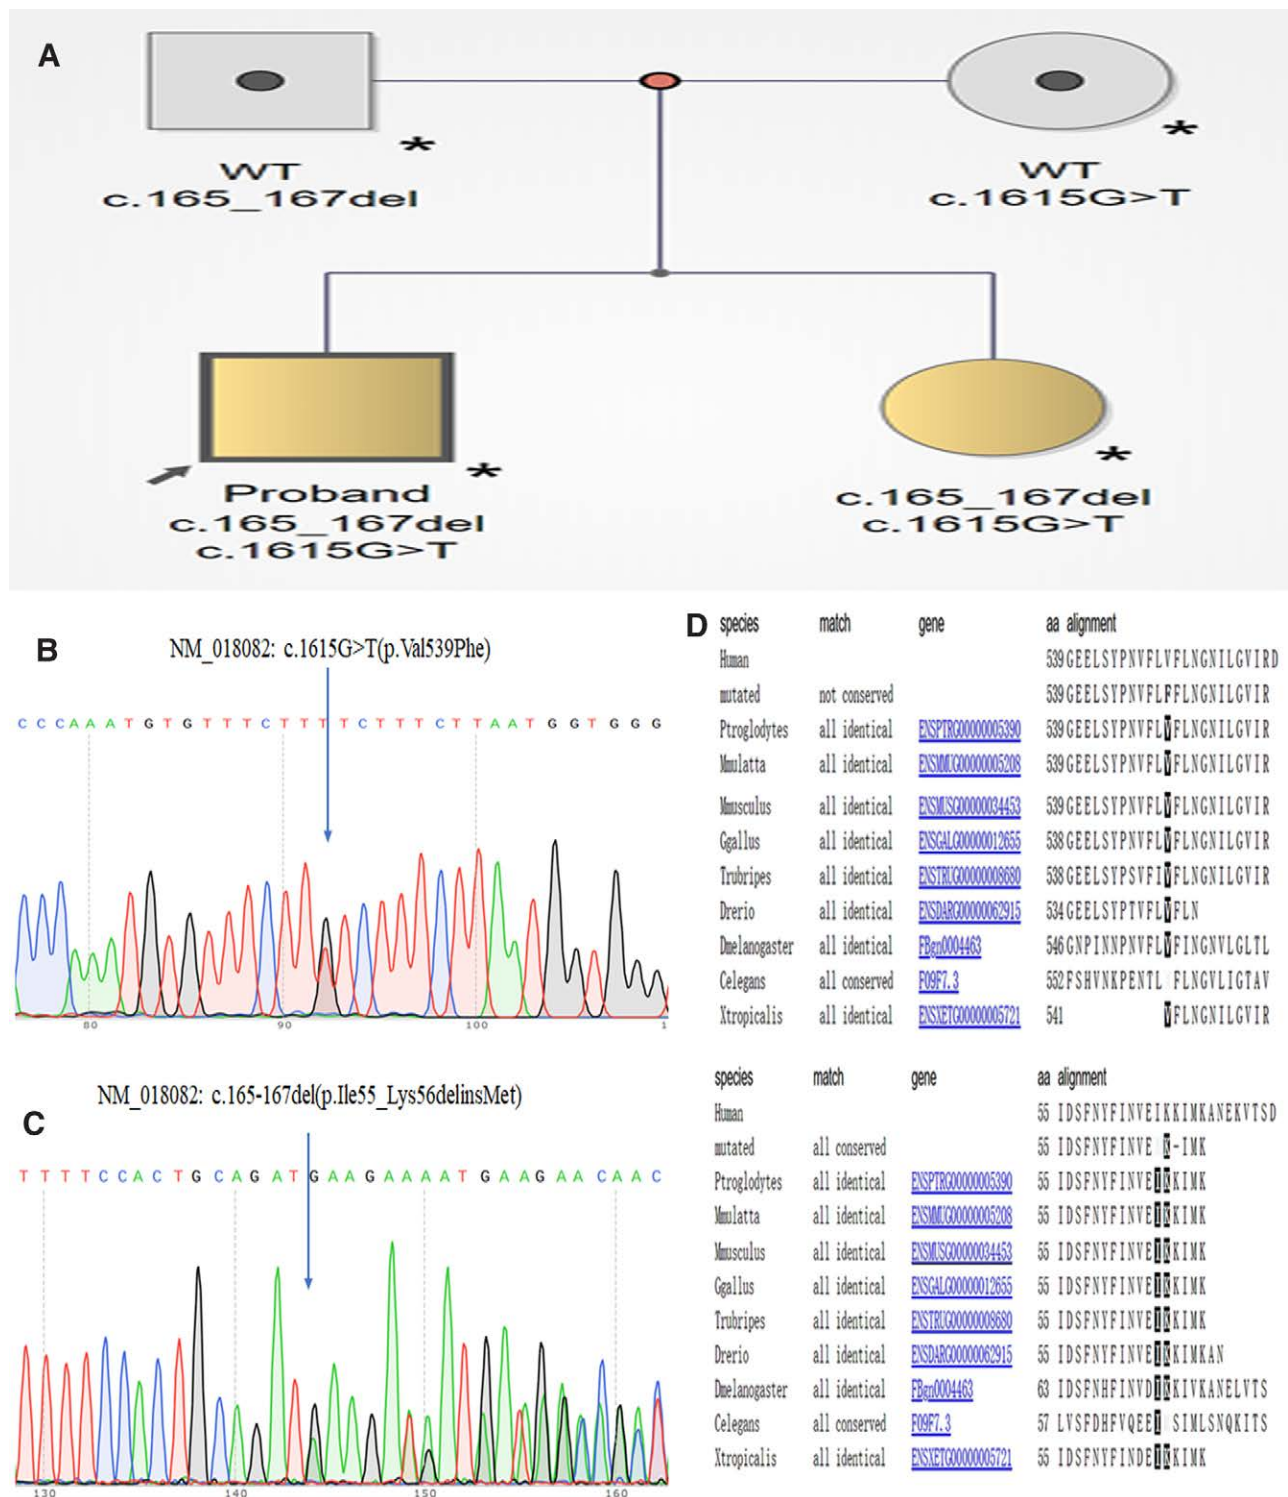 A
*
*
WT
c.165_167del
WT
c.1615G>T
*
*
Proband
c.165_167del
c.1615G>T
c.165_167del
c.1615G>T
B
NM_018082: c.1615G>T(p.Val539Phe)
C C C A A A T G T G T T T C T T T T T C T T T C T T A A T G G T G G G
80 90 100 1
C
NM_018082: c.165-167del(p.Ile55_Lys56delinsMet)
T T T T C C A C T G C A G A T G A A G A A A A T G A A G A A C A A C
130 140 150 160
D
species match gene aa alignment
Human 539 GEELSYPNVFLVFLNGNILGVIRD
mutated not conserved 539 GEELSYPNVFLFFLNGNILGVIR
Ptroglodytes all identical ENSPTRG00000005390 539 GEELSYPNVFLVFLNGNILGVIR
Mmulatta all identical ENSMMUG00000005208 539 GEELSYPNVFLVFLNGNILGVIR
Mmusculus all identical ENSMUSG00000034453 539 GEELSYPNVFLVFLNGNILGVIR
Ggallus all identical ENSGALG00000012655 538 GEELSYPNVFLVFLNGNILGVIR
Trubripes all identical ENSTRUG00000008680 538 GEELSYPSVFIVFLNGNILGVIR
Drerio all identical ENSDARG00000062915 534 GEELSYPTVFLVFLN
Dmelanogaster all identical FBgn0004463 546 GNPINNPNVFLVFINGNVLGLTL
Celegans all conserved F09F7.3 552 FSHVNKPENTL FLNGVLIGTAV
Xtropicalis all identical ENSXETG00000005721 541 VFLNGNILGVIR
species match gene aa alignment
Human 55 IDSFNYFINVEIKKIMKANEKVTSD
mutated all conserved 55 IDSFNYFINVE K-IMK
Ptroglodytes all identical ENSPTRG00000005390 55 IDSFNYFINVEIKKIMK
Mmulatta all identical ENSMMUG00000005208 55 IDSFNYFINVEIKKIMK
Mmusculus all identical ENSMUSG00000034453 55 IDSFNYFINVEIKKIMK
Ggallus all identical ENSGALG00000012655 55 IDSFNYFINVEIKKIMK
Trubripes all identical ENSTRUG00000008680 55 IDSFNYFINVEIKKIMK
Drerio all identical ENSDARG00000062915 55 IDSFNYFINVEIKKIMKAN
Dmelanogaster all identical FBgn0004463 63 IDSFNHFINVDIKKIVKANELVTS
Celegans all conserved F09F7.3 57 LVSFDHFVQEEI SIMLSNQKITS
Xtropicalis all identical ENSXETG00000005721 55 IDSFNYFINDEIKKIMK